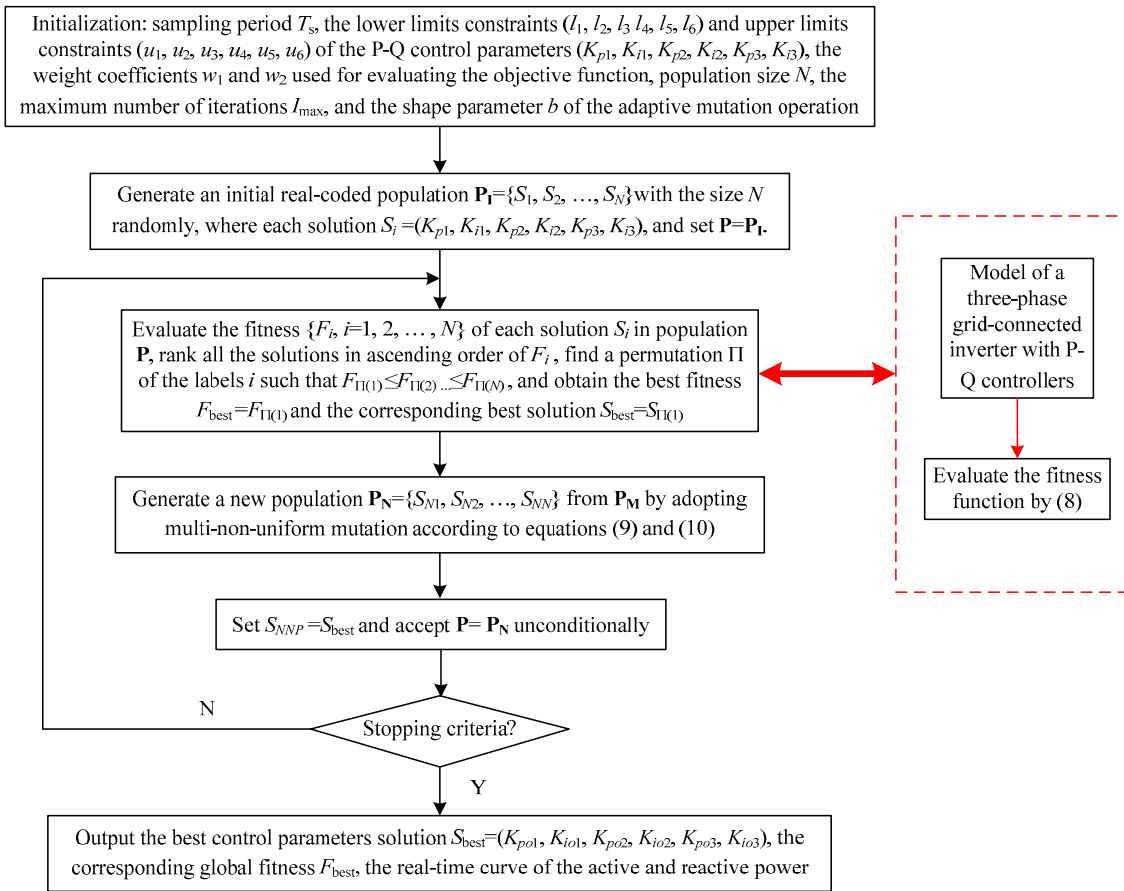 Initialization: sampling period Ts, the lower limits constraints (l1, l2, l3 l4, l5, l6) and upper limits
constraints (u1, u2, u3, u4, u5, u6) of the P-Q control parameters (Kp1, Ki1, Kp2, Ki2, Kp3, Ki3), the
weight coefficients w1 and w2 used for evaluating the objective function, population size N, the
maximum number of iterations Imax, and the shape parameter b of the adaptive mutation operation
Generate an initial real-coded population PI={S1, S2, …, SN}with the size N
randomly, where each solution Si =(Kp1, Ki1, Kp2, Ki2, Kp3, Ki3), and set P=PI.
Evaluate the fitness {Fi, i=1, 2, … , N} of each solution Si in population
P, rank all the solutions in ascending order of Fi , find a permutation Π
of the labels i such that FΠ(1)≤FΠ(2) ...≤FΠ(N) , and obtain the best fitness
Fbest=FΠ(1) and the corresponding best solution Sbest=SΠ(1)
Model of a
three-phase
grid-connected
inverter with P-
Q controllers
Evaluate the fitness
function by (8)
Generate a new population PN={SN1, SN2, …, SNN} from PM by adopting
multi-non-uniform mutation according to equations (9) and (10)
Set SNNP =Sbest and accept P= PN unconditionally
Stopping criteria?
N
Y
Output the best control parameters solution Sbest=(Kpo1, Kio1, Kpo2, Kio2, Kpo3, Kio3), the
corresponding global fitness Fbest, the real-time curve of the active and reactive power